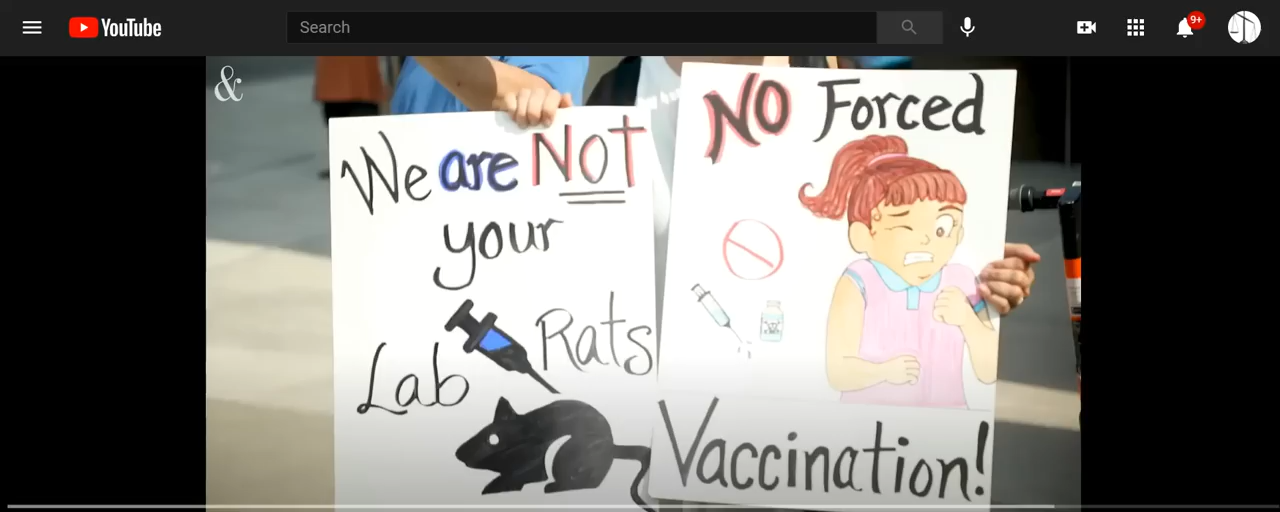 YouTube
Search
9+
&
We are NOT
your
Lab Rats
NO Forced
Vaccination!